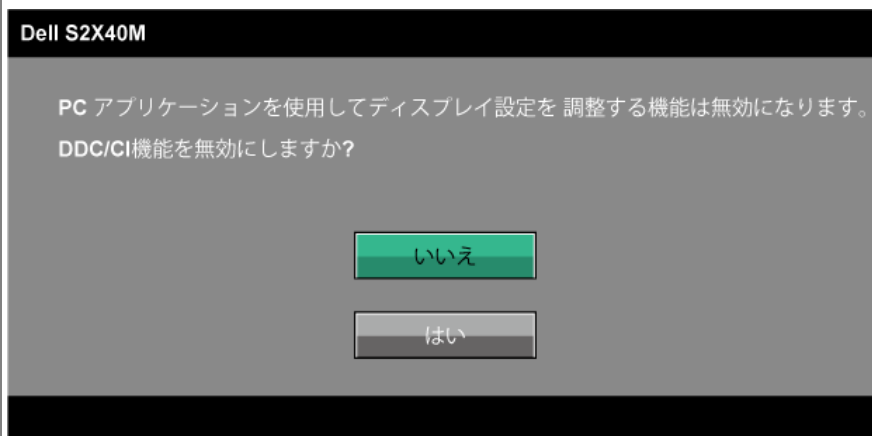 Dell S2X40M
PC アプリケーションを使用してディスプレイ設定を 調整する機能は無効になります。
DDC/CI機能を無効にしますか?
いいえ
はい